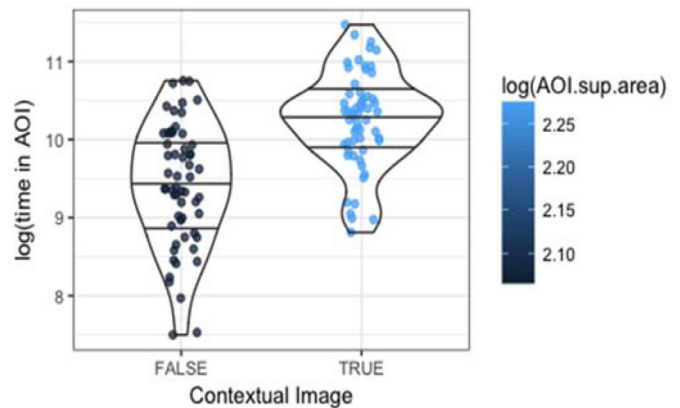 log(time in AOI)
11
10
9
8
FALSE
TRUE
Contextual Image
log(AOI.sup.area)
2.25
2.20
2.15
2.10